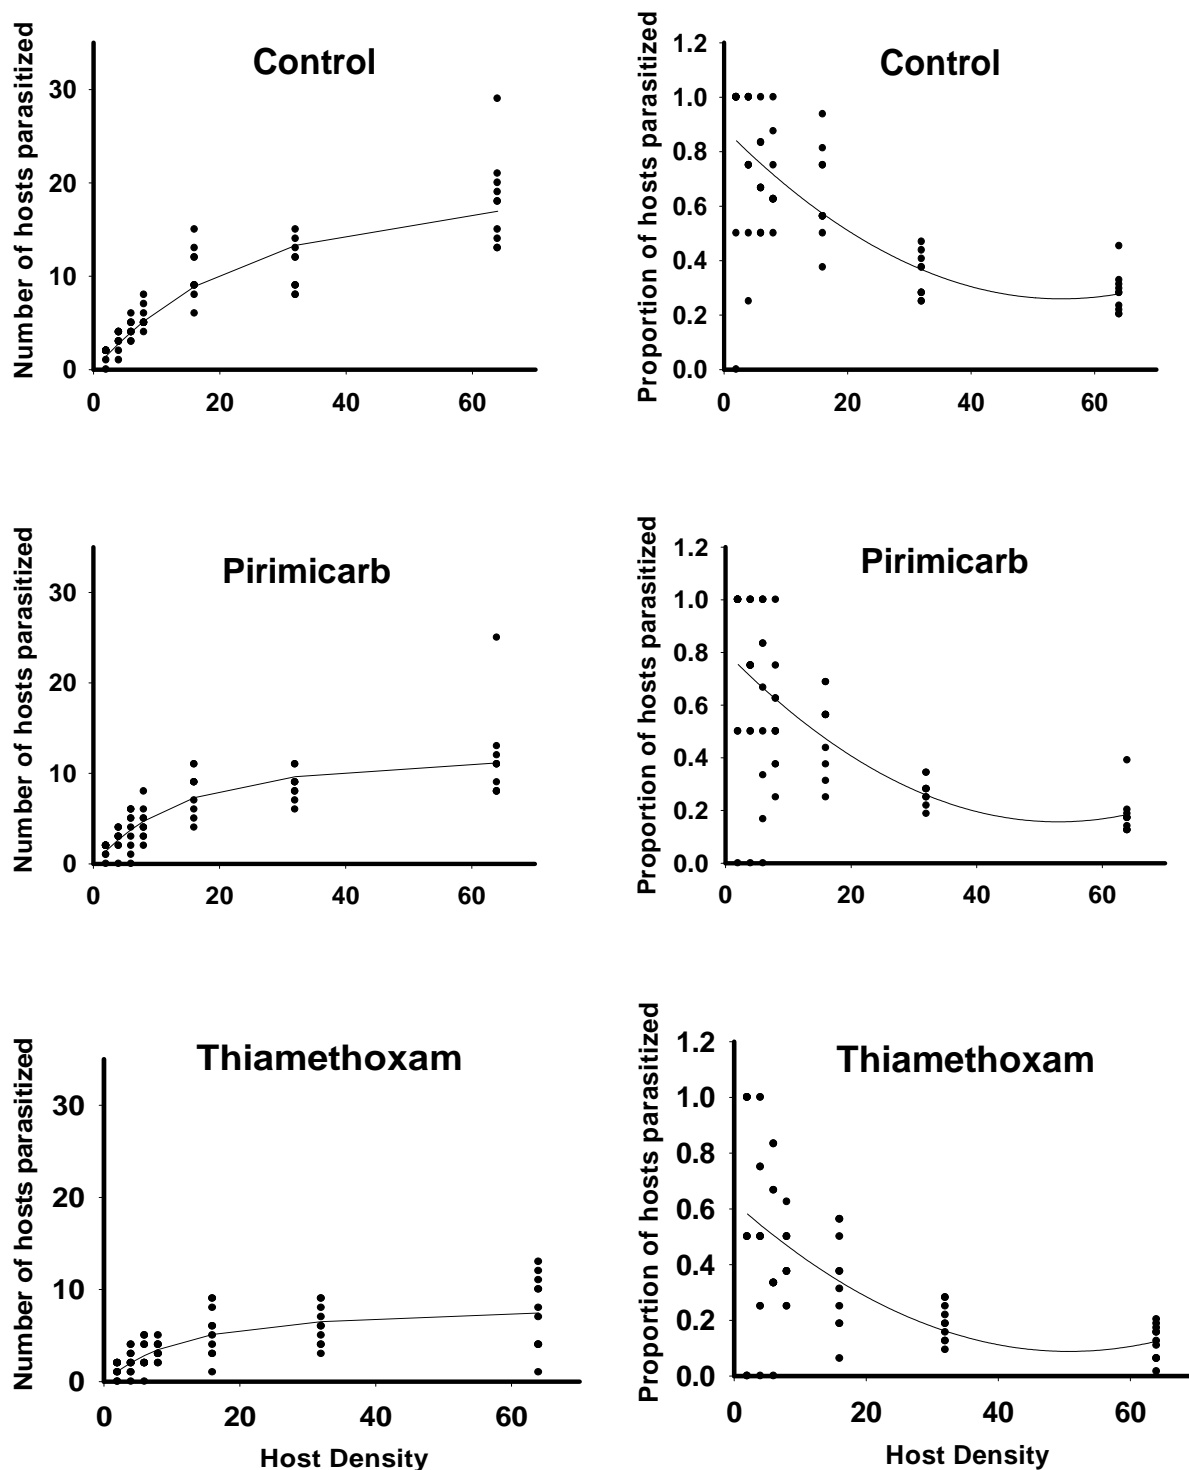 Control
Number of hosts parasitized
30
20
10
0
0 20 40 60
Control
Proportion of hosts parasitized
1.2
1.0
0.8
0.6
0.4
0.2
0.0
0 20 40 60
Pirimicarb
Number of hosts parasitized
30
20
10
0
0 20 40 60
Pirimicarb
Proportion of hosts parasitized
1.2
1.0
0.8
0.6
0.4
0.2
0.0
0 20 40 60
Thiamethoxam
Number of hosts parasitized
30
20
10
0
0 20 40 60
Host Density
Thiamethoxam
Proportion of hosts parasitized
1.2
1.0
0.8
0.6
0.4
0.2
0.0
0 20 40 60
Host Density